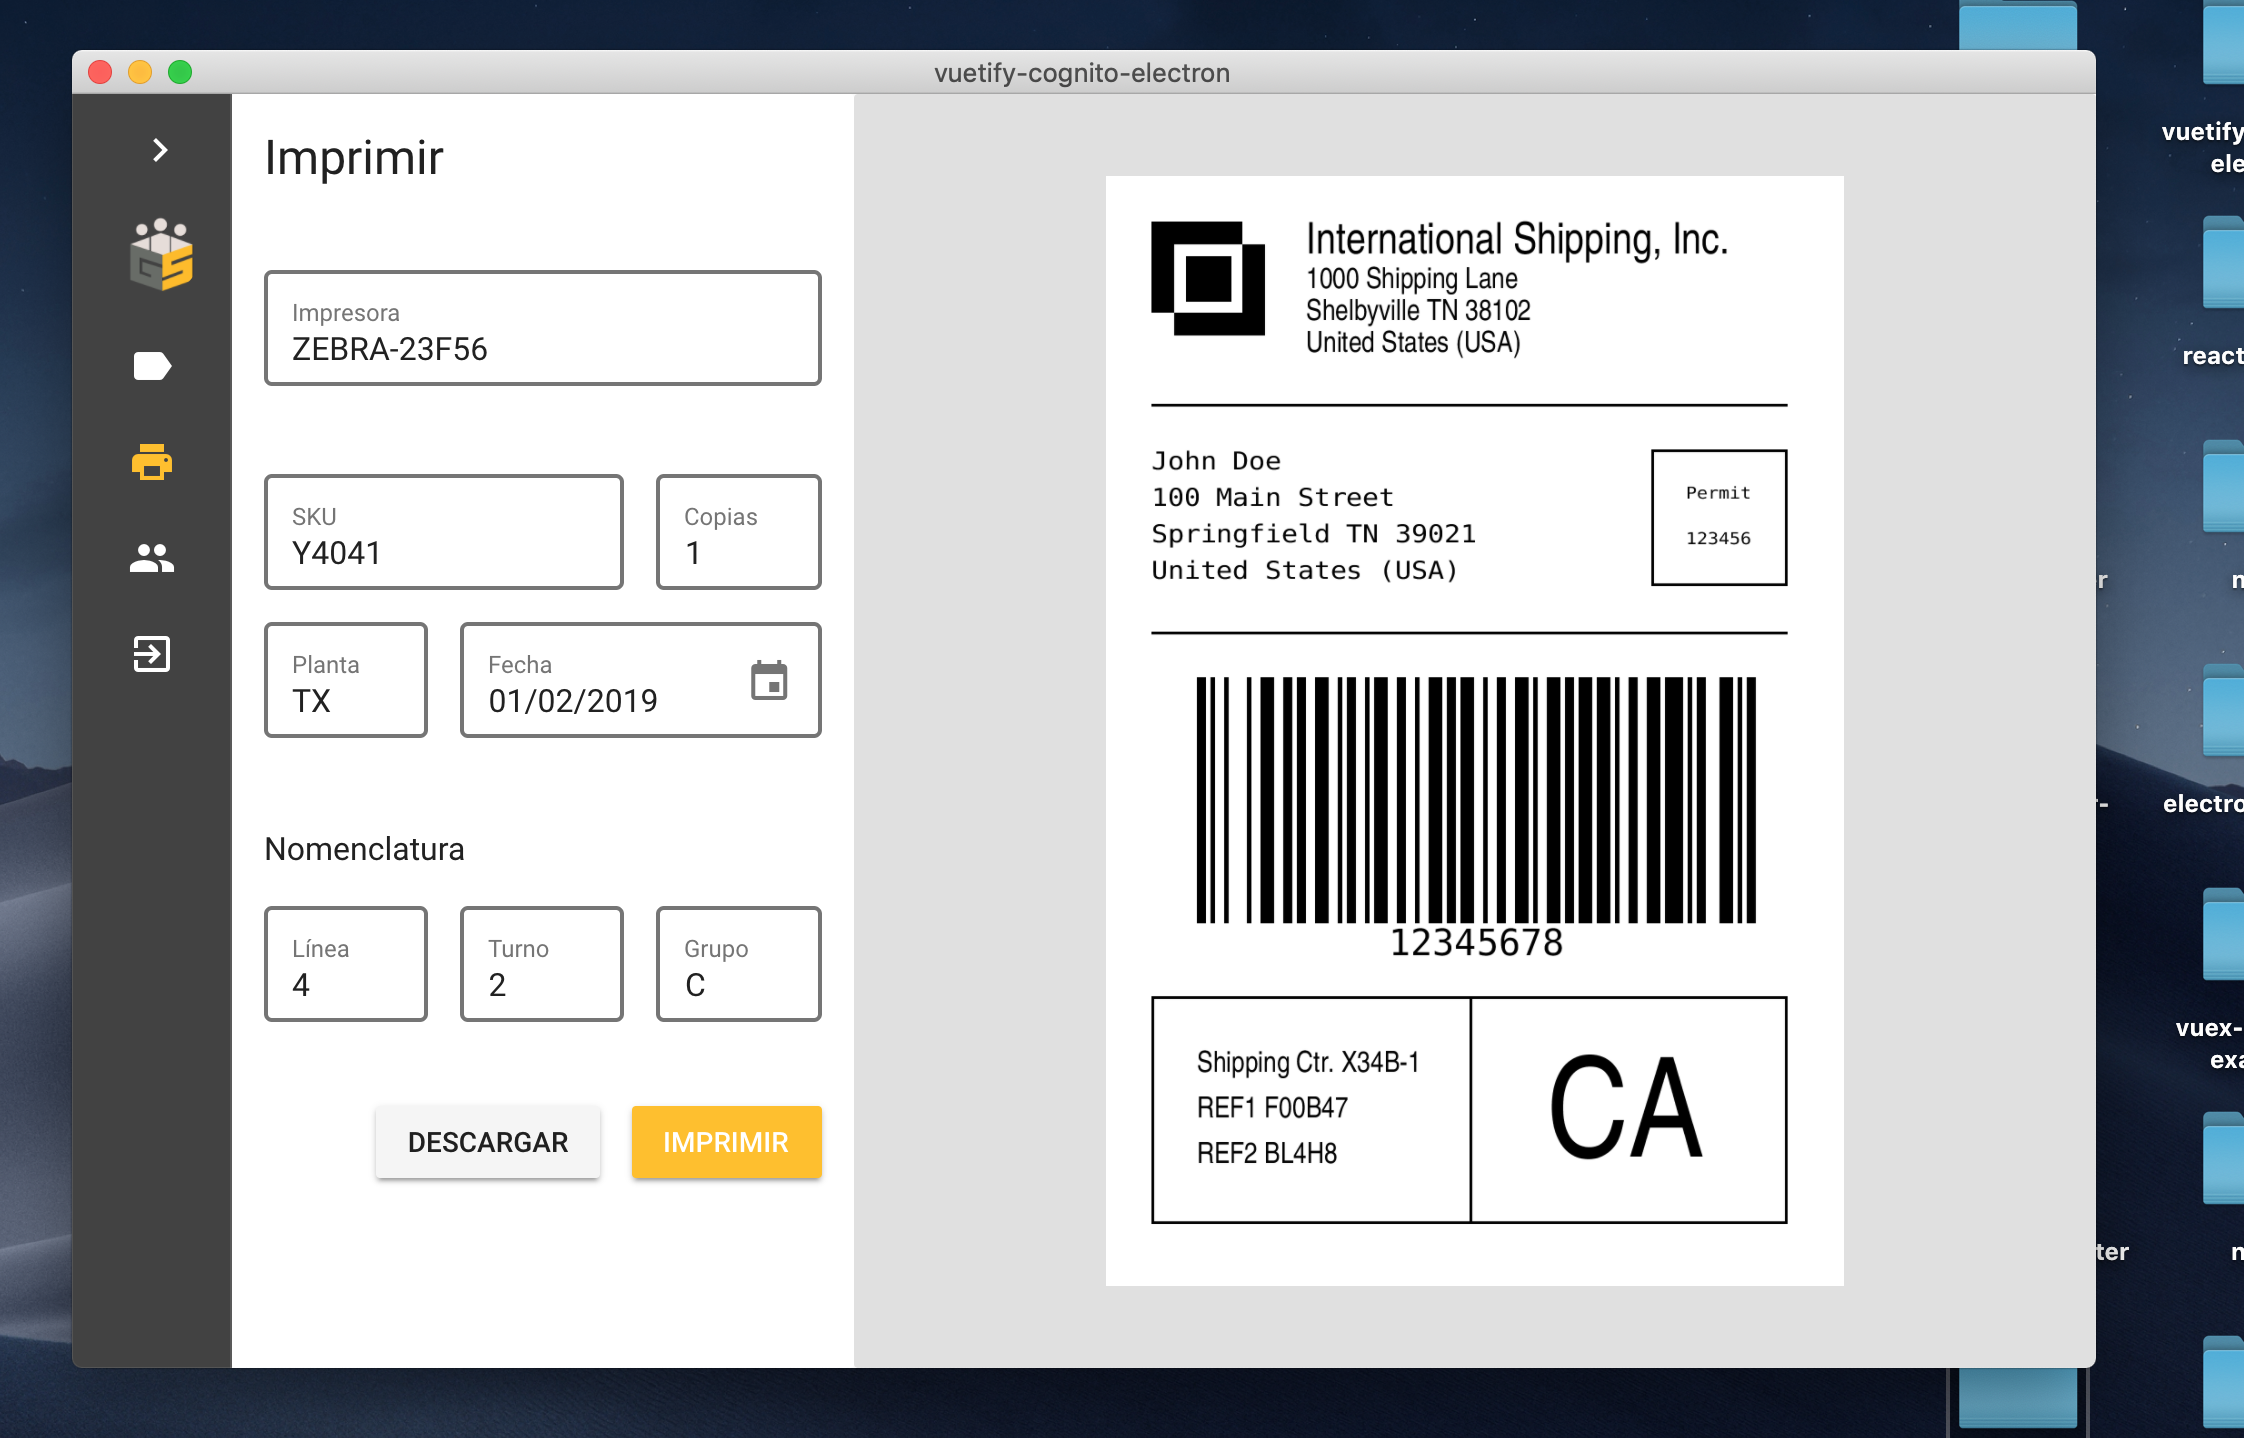 vuetify-cognito-electron
Imprimir
GS
Impresora
ZEBRA-23F56
SKU
Y4041
Copias
1
Planta
TX
Fecha
01/02/2019
Nomenclatura
Línea
4
Turno
2
Grupo
C
DESCARGAR
IMPRIMIR
International Shipping, Inc.
1000 Shipping Lane
Shelbyville TN 38102
United States (USA)
John Doe
100 Main Street
Springfield TN 39021
United States (USA)
Permit
123456
12345678
Shipping Ctr. X34B-1
REF1 F00B47
REF2 BL4H8
CA
vuetify
ele
react
electro
vuex-
exa
ter